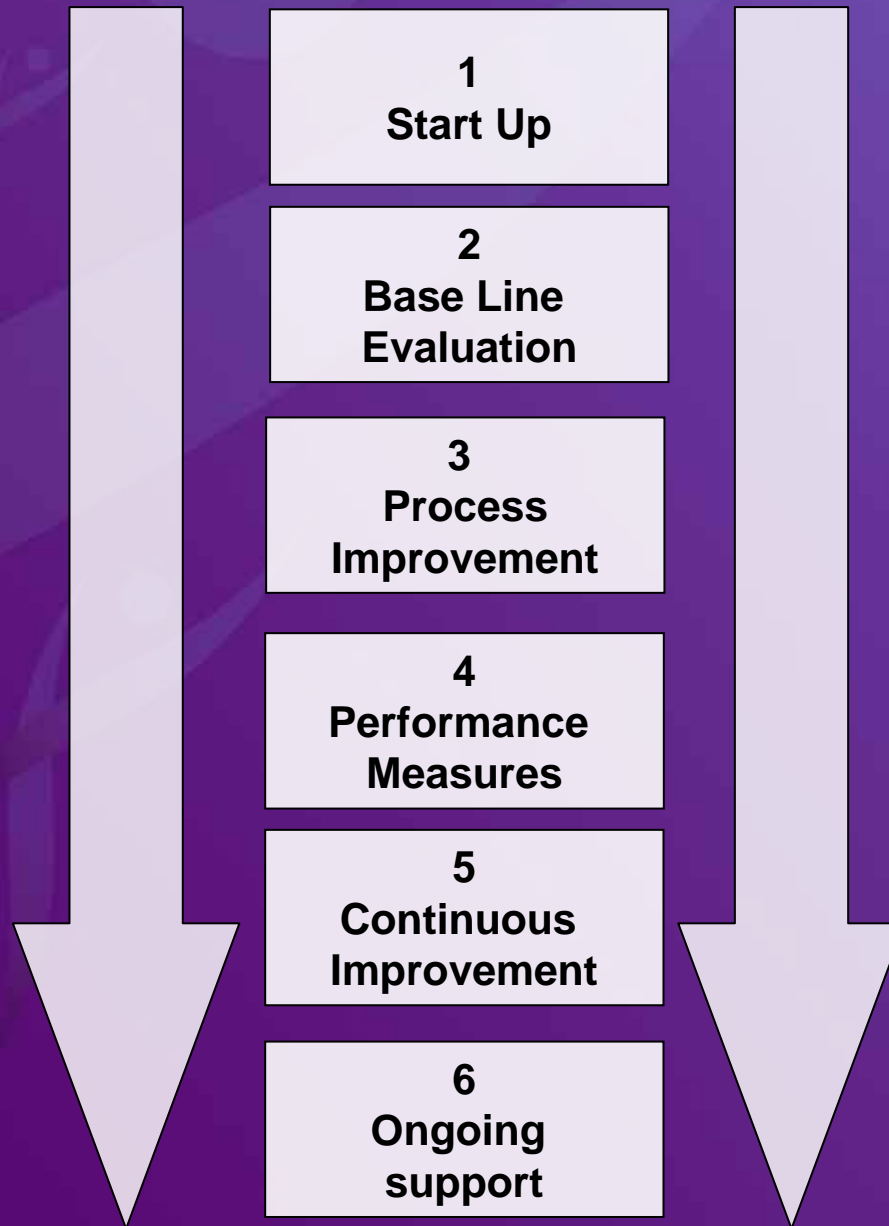 1
Start Up
2
Base Line
Evaluation
3
Process
Improvement
4
Performance
Measures
5
Continuous
Improvement
6
Ongoing
support